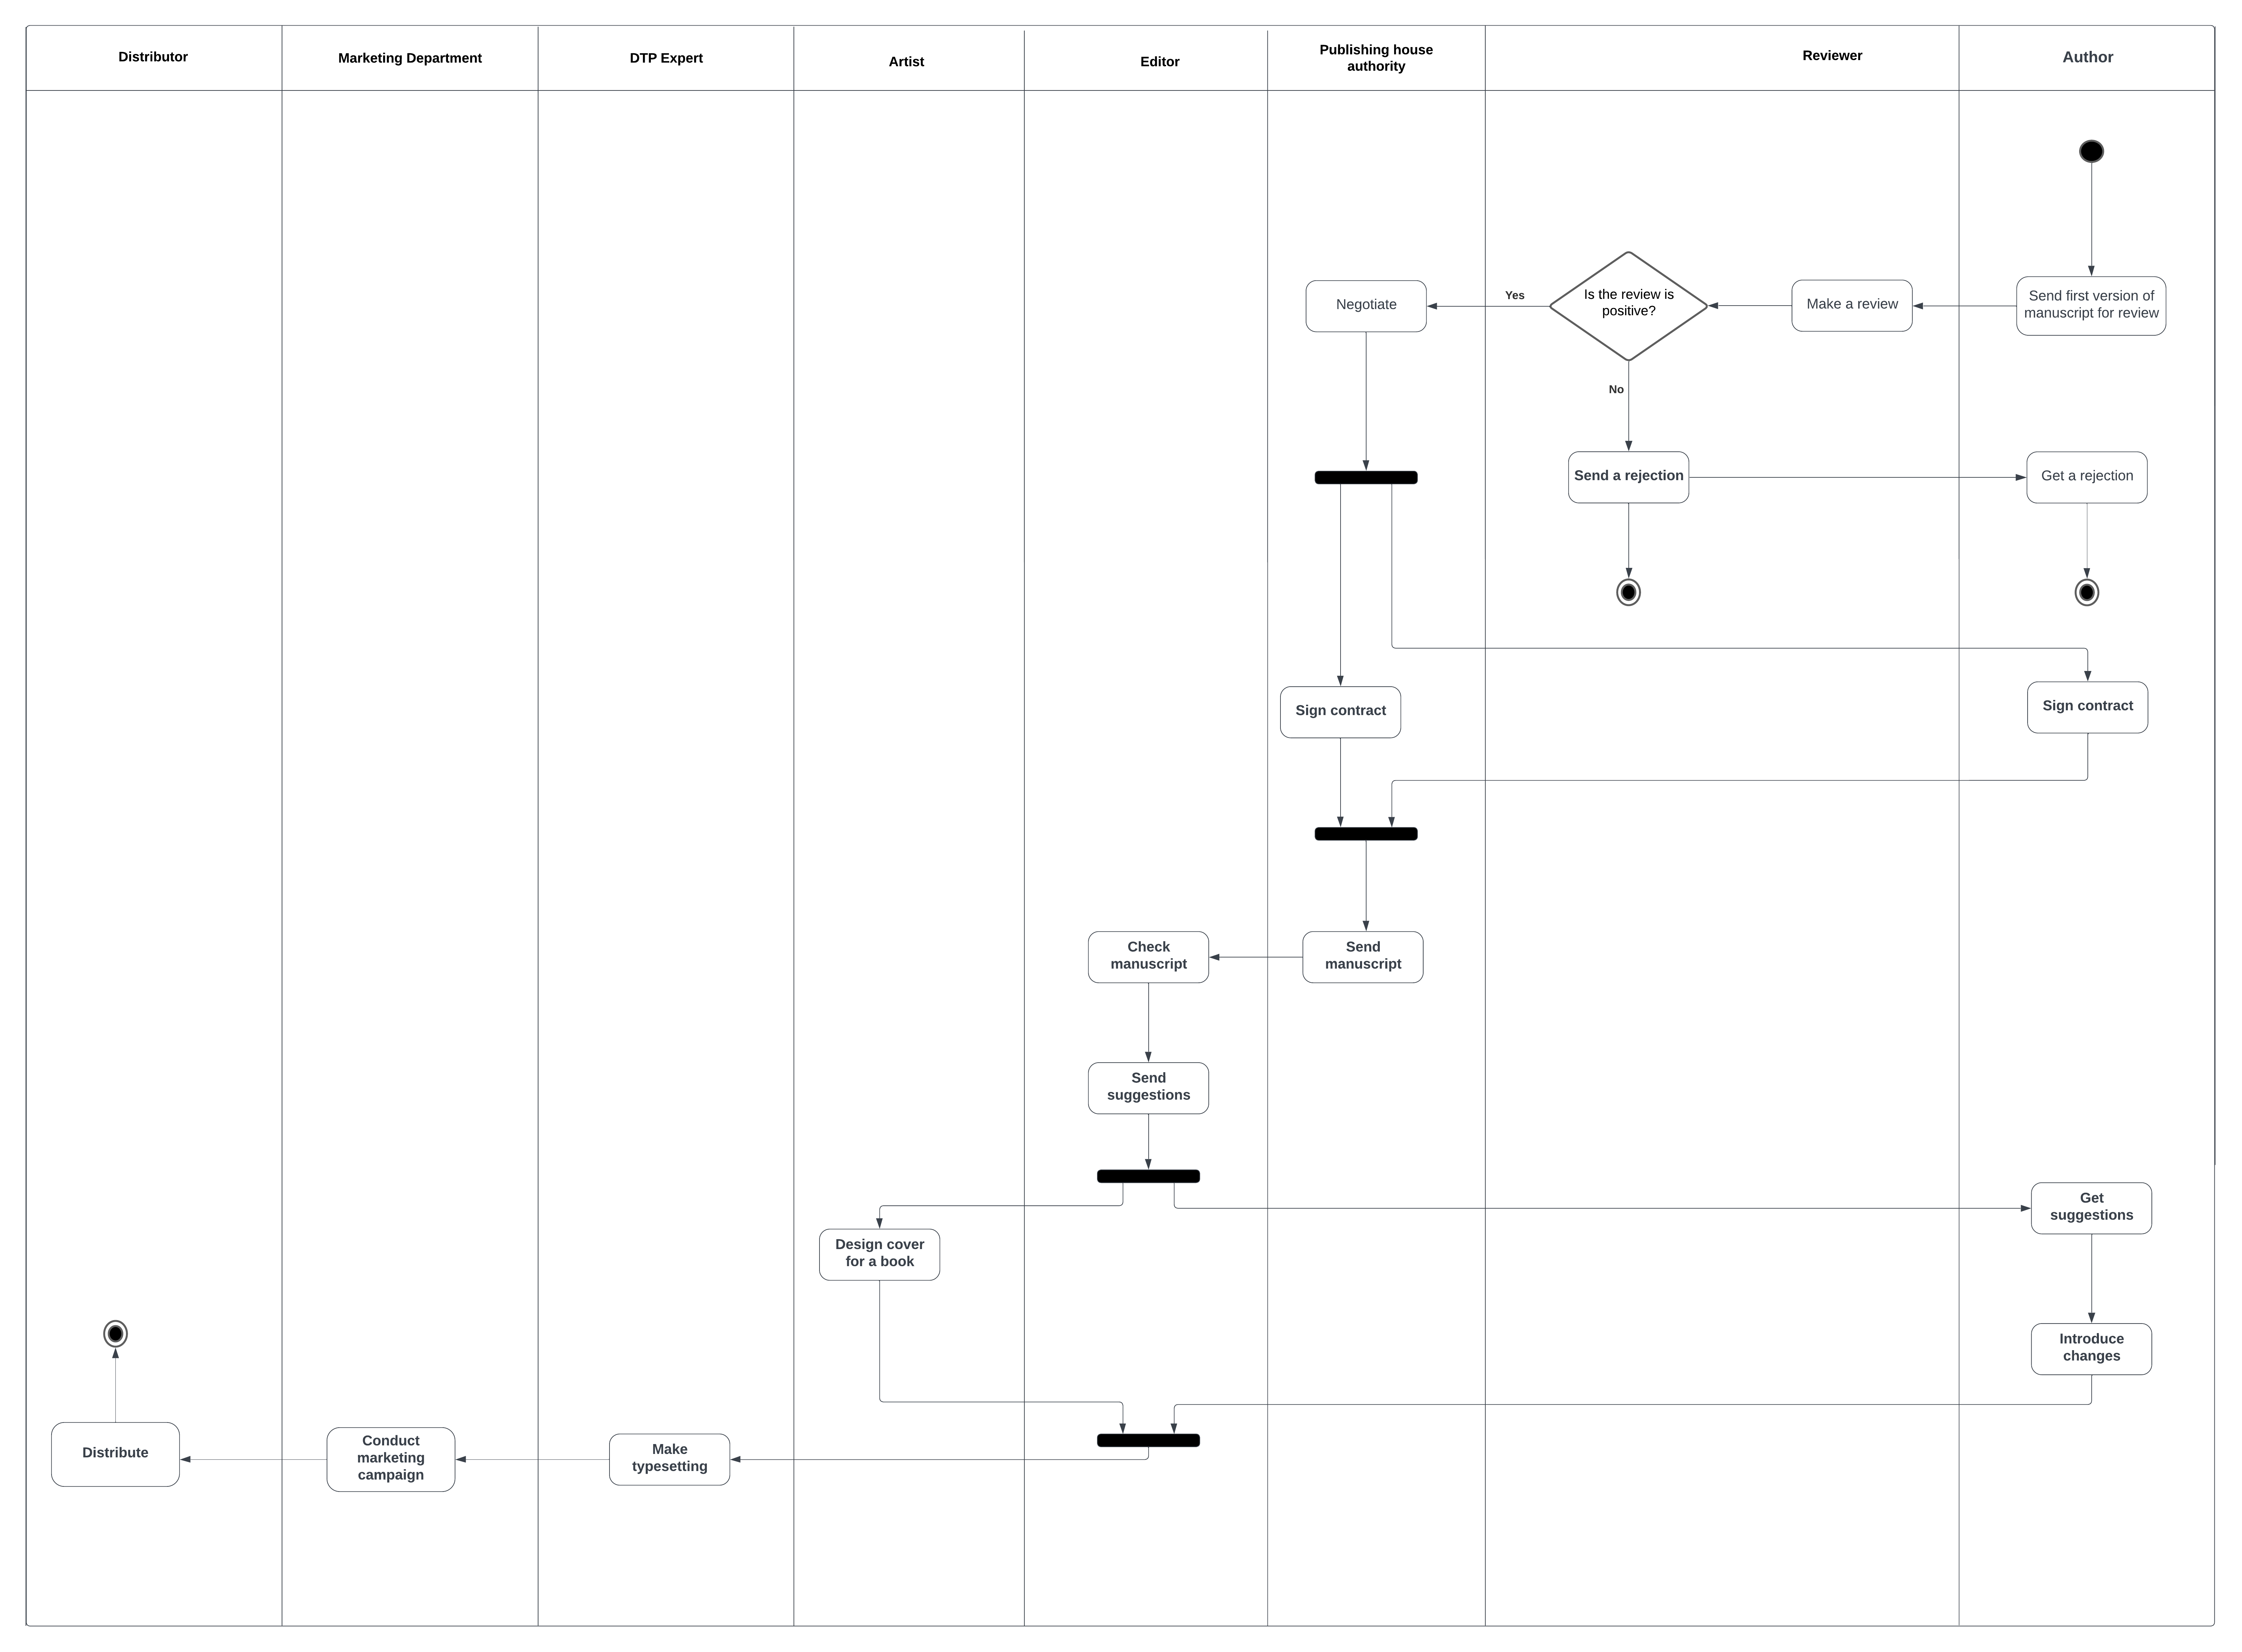 Distributor
Marketing Department
DTP Expert
Artist
Editor
Publishing house
authority
Reviewer
Author
Negotiate
Yes
Is the review is
positive?
Make a review
Send first version of
manuscript for review
No
Send a rejection
Get a rejection
Sign contract
Sign contract
Check
manuscript
Send
manuscript
Send
suggestions
Get
suggestions
Design cover
for a book
Introduce
changes
Distribute
Conduct
marketing
campaign
Make
typesetting